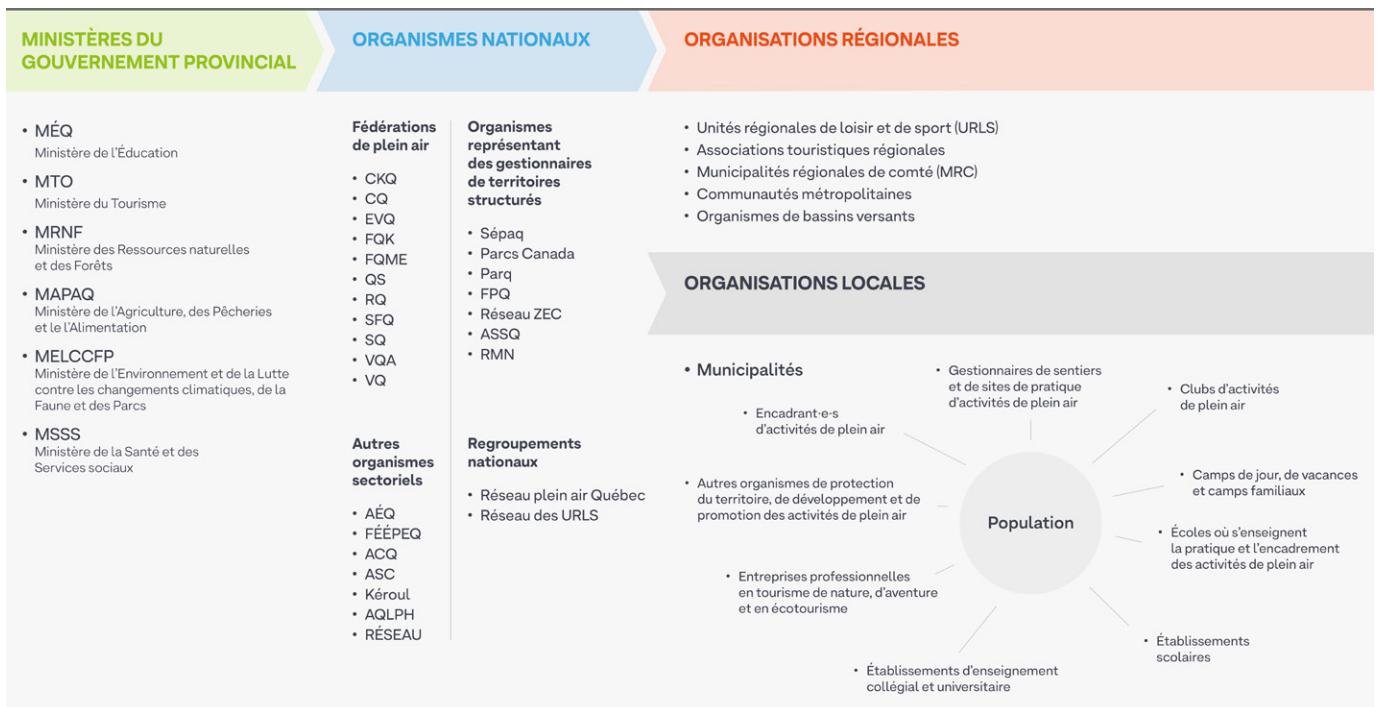 MINISTÈRES DU
GOUVERNEMENT PROVINCIAL
• MÉQ
Ministère de l'Éducation
• MTO
Ministère du Tourisme
• MRNF
Ministère des Ressources naturelles
et des Forêts
• MAPAQ
Ministère de l'Agriculture, des Pêcheries
et le l'Alimentation
• MELCCFP
Ministère de l'Environnement et de la Lutte
contre les changements climatiques, de la
Faune et des Parcs
• MSSS
Ministère de la Santé et des
Services sociaux
ORGANISMES NATIONAUX
Fédérations
de plein air
• CKQ
• CQ
• EVQ
• FQK
• FQME
• QS
• RQ
• SFQ
• SQ
• VQA
• VQ
Autres
organismes
sectoriels
• AÉQ
• FÉÉPEQ
• ACQ
• ASC
• Kéroul
• AQLPH
• RÉSEAU
Organismes
représentant
des gestionnaires
de territoires
structurés
• Sépaq
• Parcs Canada
• Parq
• FPQ
• Réseau ZEC
• ASSQ
• RMN
Regroupements
nationaux
• Réseau plein air Québec
• Réseau des URLS
ORGANISATIONS RÉGIONALES
• Unités régionales de loisir et de sport (URLS)
• Associations touristiques régionales
• Municipalités régionales de comté (MRC)
• Communautés métropolitaines
• Organismes de bassins versants
ORGANISATIONS LOCALES
• Municipalités
• Gestionnaires de sentiers
et de sites de pratique
d'activités de plein air
• Clubs d'activités
de plein air
• Encadrant·e·s
d'activités de plein air
• Camps de jour, de vacances
et camps familiaux
• Autres organismes de protection
du territoire, de développement et de
promotion des activités de plein air
Population
• Écoles où s'enseignent
la pratique et l'encadrement
des activités de plein air
• Entreprises professionnelles
en tourisme de nature, d'aventure
et en écotourisme
• Établissements
scolaires
• Établissements d'enseignement
collégial et universitaire